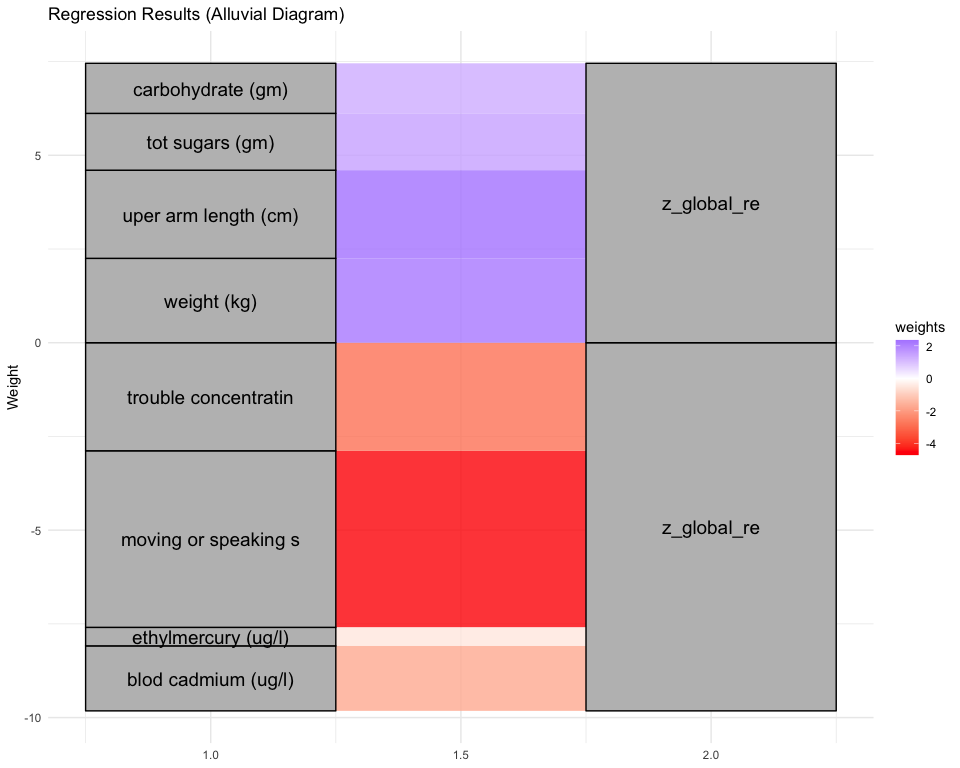 Regression Results (Alluvial Diagram)
carbohydrate (gm)
tot sugars (gm)
uper arm length (cm)
weight (kg)
trouble concentratin
moving or speaking s
ethylmercury (ug/l)
blod cadmium (ug/l)
z_global_re
z_global_re
Weight
5
0
-5
-10
1.0
1.5
2.0
weights
2
0
-2
-4